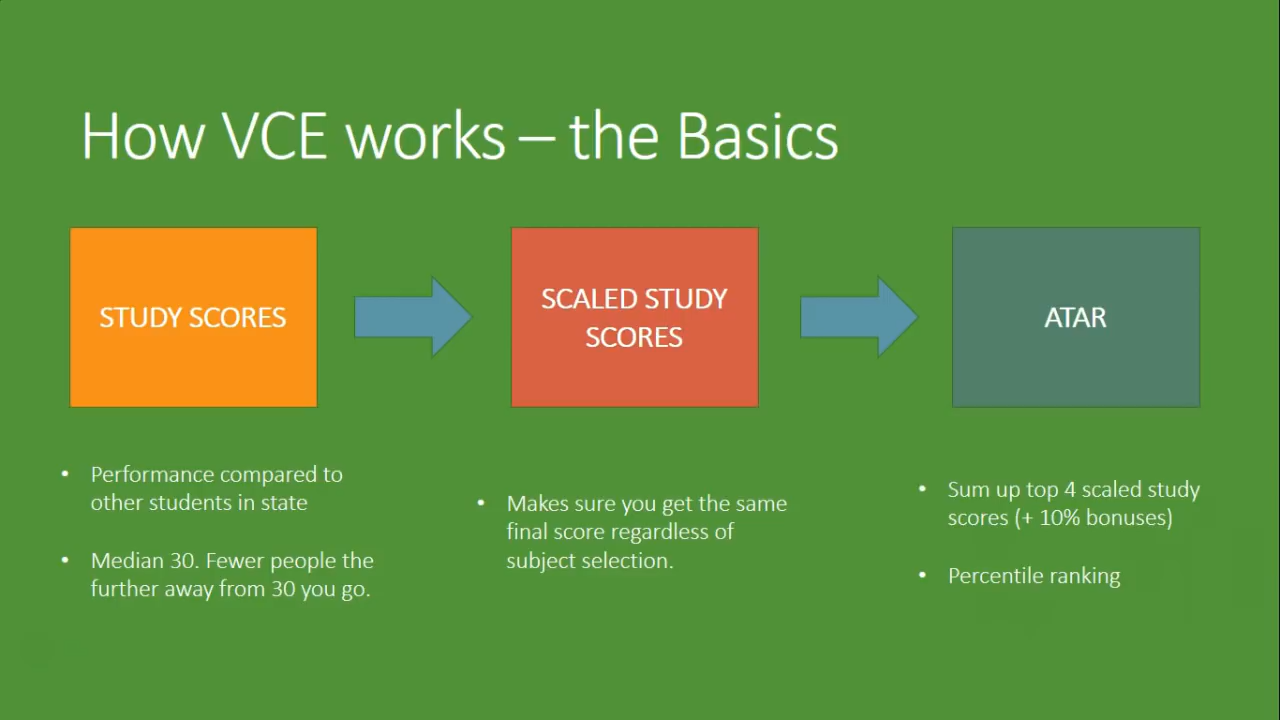 How VCE works – the Basics
STUDY SCORES
SCALED STUDY
SCORES
ATAR
• Performance compared to
other students in state
• Median 30. Fewer people the
further away from 30 you go.
• Makes sure you get the same
final score regardless of
subject selection.
• Sum up top 4 scaled study
scores (+ 10% bonuses)
• Percentile ranking